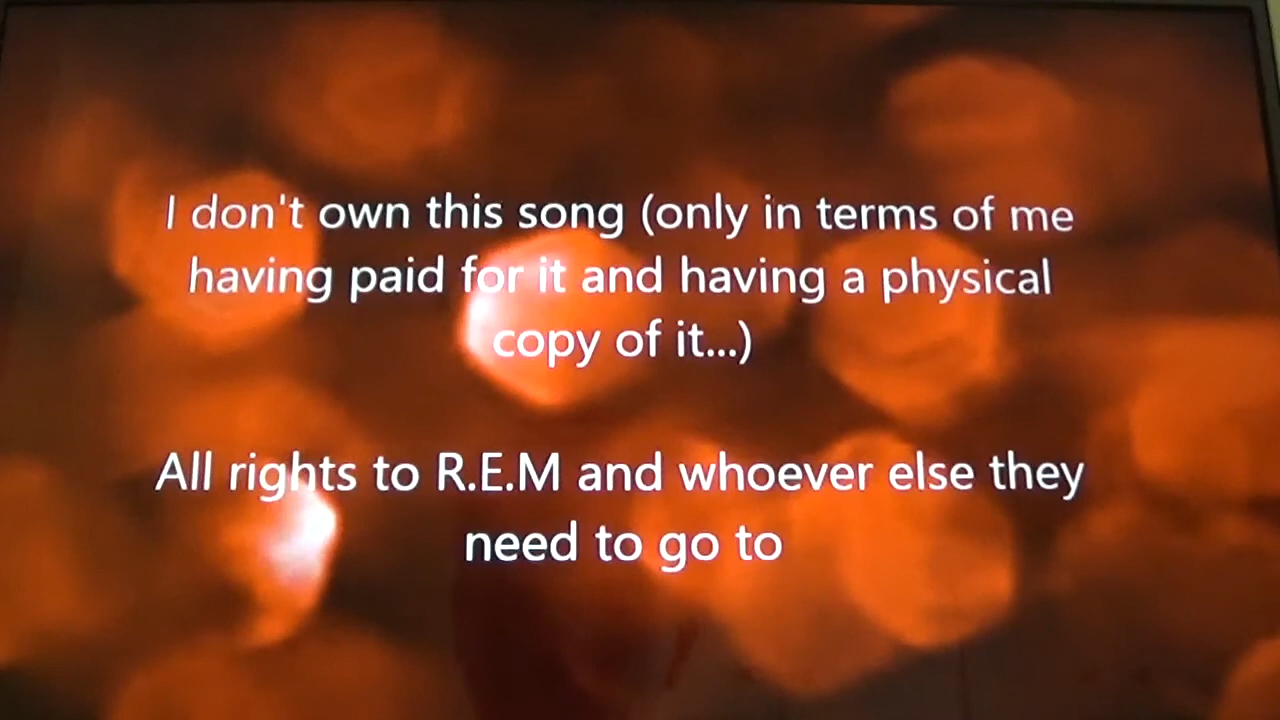 I don't own this song (only in terms of me
having paid for it and having a physical
copy of it...)
All rights to R.E.M and whoever else they
need to go to